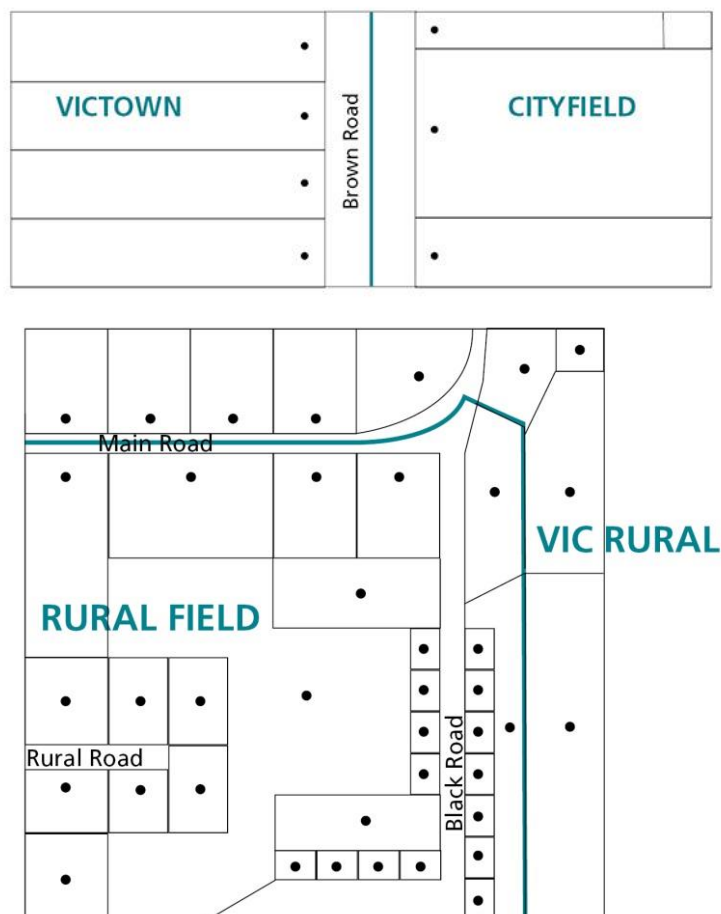 VICTOWN
Brown Road
CITYFIELD
Main Road
VIC RURAL
RURAL FIELD
Rural Road
Black Road